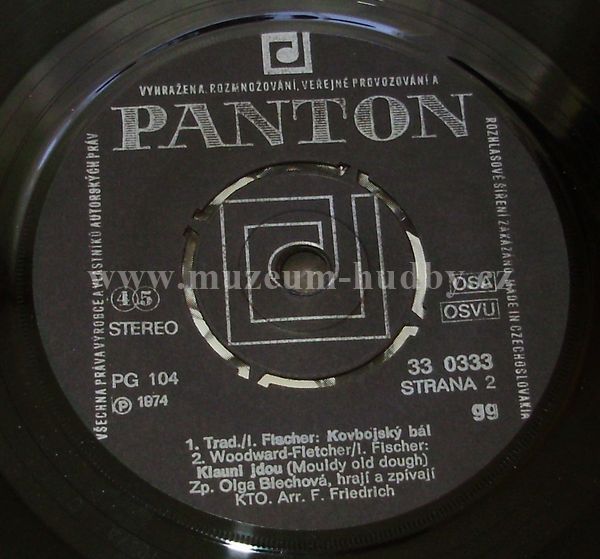 VYHRAŽENA. ROZMNOŽOVÁNÍ, VEŘEJNÉ PROVOZOVÁNÍ A
PANTON
VŠECHNA PRÁVA VÝROBCE A VLASTNÍKŮ AUTORSKÝCH PRÁV
ROZHLASOVÉ ŠÍŘENÍ ZAKÁZÁNO. MADE IN CZECHOSLOVAKIA
www.muzeum-hudby.cz
45
STEREO
OSA
OSVU
PG 104
Ⓟ 1974
33 0333
STRANA 2
gg
1. Trad./I. Fischer: Kovbojský bál
2. Woodward-Fletcher/I. Fischer:
Klauni jdou (Mouldy old dough)
Zp. Olga Blechová, hrají a zpívají
KTO. Arr. F. Friedrich